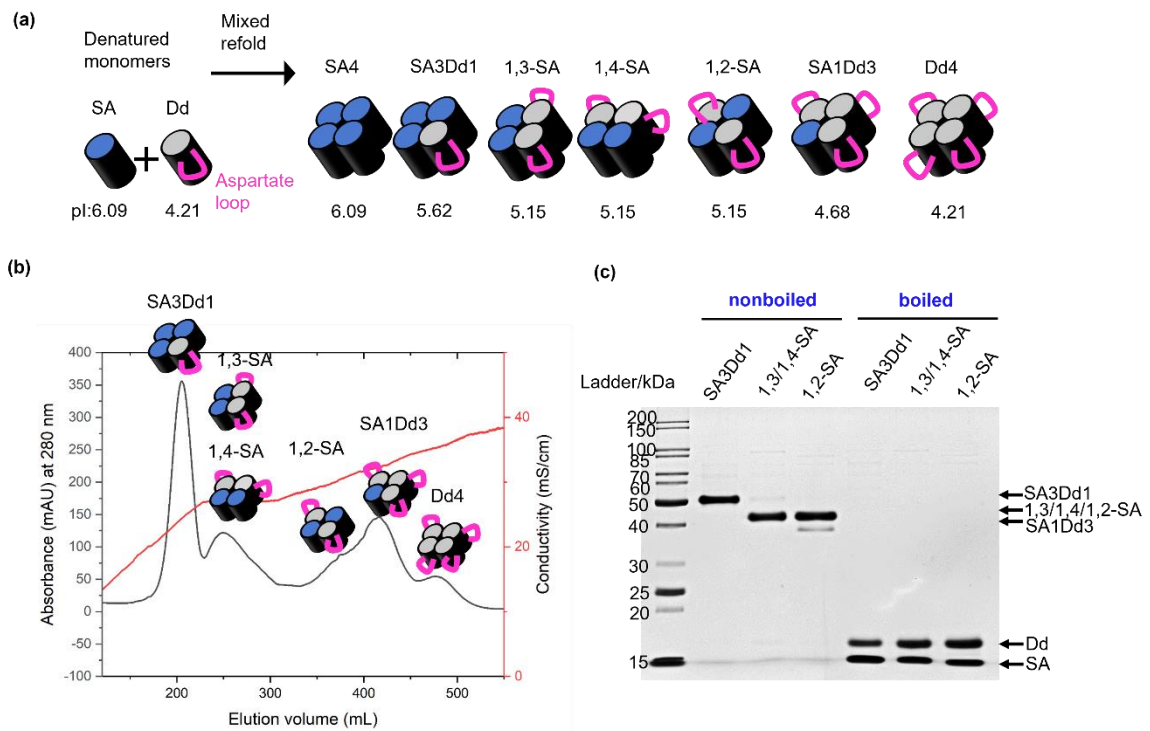 (a)
Denatured
monomers
Mixed
refold
SA
Dd
+
Aspartate
loop
SA4
SA3Dd1
1,3-SA
1,4-SA
1,2-SA
SA1Dd3
Dd4
pI:6.09
4.21
6.09
5.62
5.15
5.15
5.15
4.68
4.21
(b)
SA3Dd1
1,3-SA
1,4-SA
1,2-SA
SA1Dd3
Dd4
Absorbance (mAU) at 280 nm
400
350
300
250
200
150
100
50
0
-50
-100
200
300
400
500
Elution volume (mL)
40
20
0
Conductivity (mS/cm)
(c)
nonboiled
boiled
Ladder/kDa
SA3Dd1
1,3/1,4-SA
1,2-SA
SA3Dd1
1,3/1,4-SA
1,2-SA
200
150
100
85
70
60
50
40
30
25
20
15
SA3Dd1
1,3/1,4/1,2-SA
SA1Dd3
Dd
SA